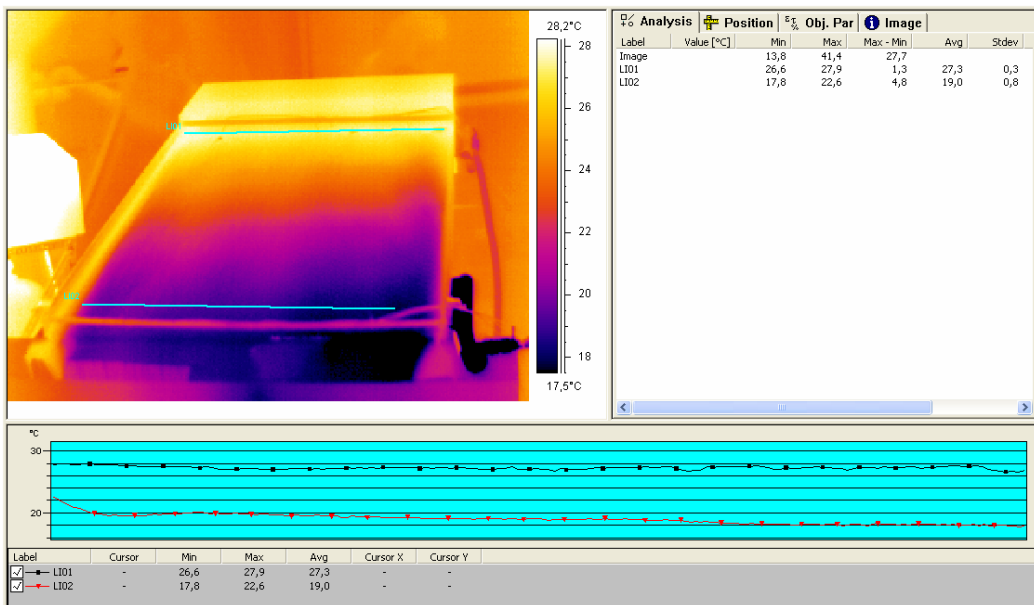 Analysis Position Obj. Par Image
Label Value [°C] Min Max Max - Min Avg Stdev
Image 13,8 41,4 27,7
LI01 26,6 27,9 1,3 27,3 0,3
LI02 17,8 22,6 4,8 19,0 0,8
28,2°C
28
26
24
22
20
18
17,5°C
LI01
LI02
°C
30
20
Label Cursor Min Max Avg Cursor X Cursor Y
LI01 - 26,6 27,9 27,3 - -
LI02 - 17,8 22,6 19,0 - -